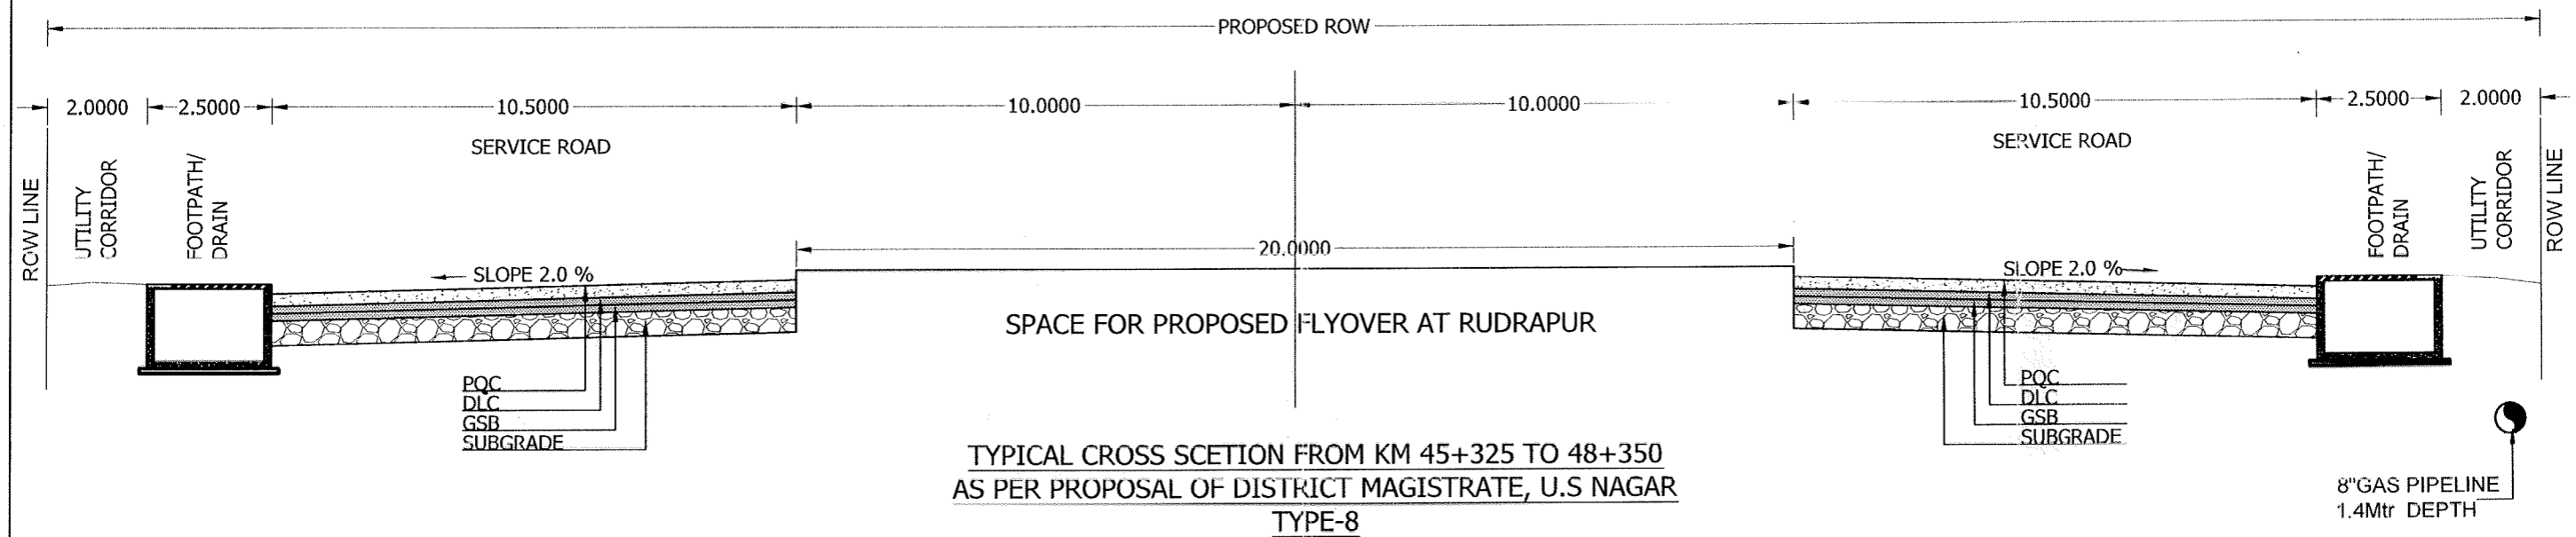 PROPOSED ROW
2.0000 2.5000 10.5000 10.0000 10.0000 10.5000 2.5000 2.0000
SERVICE ROAD
SERVICE ROAD
ROW LINE
UTILITY
CORRIDOR
FOOTPATH/
DRAIN
FOOTPATH/
DRAIN
UTILITY
CORRIDOR
ROW LINE
20.0000
SLOPE 2.0 %
SLOPE 2.0 %
SPACE FOR PROPOSED FLYOVER AT RUDRAPUR
PQC
DLC
GSB
SUBGRADE
PQC
DLC
GSB
SUBGRADE
TYPICAL CROSS SCETION FROM KM 45+325 TO 48+350
AS PER PROPOSAL OF DISTRICT MAGISTRATE, U.S NAGAR
TYPE-8
8"GAS PIPELINE
1.4Mtr DEPTH